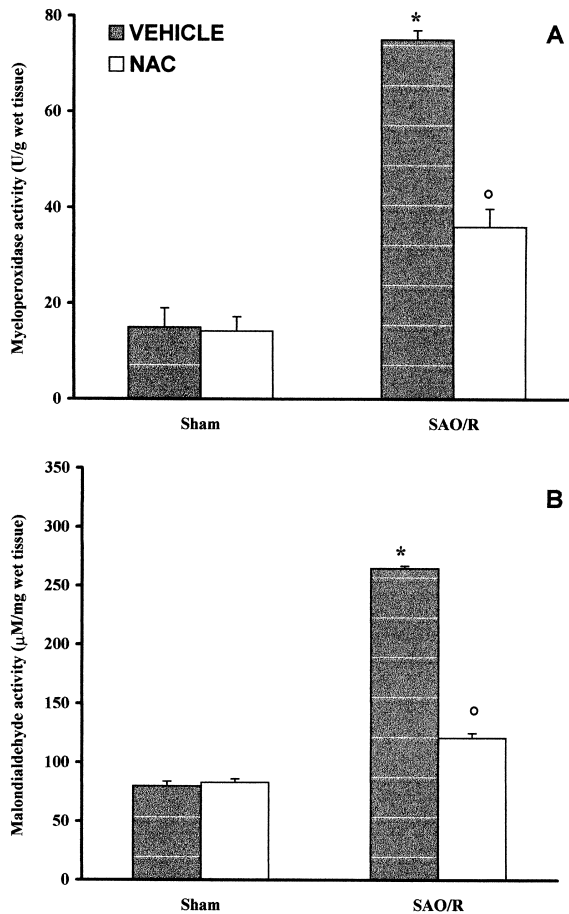 VEHICLE
NAC
A
Myeloperoxidase activity (U/g wet tissue)
80
60
40
20
0
*
o
Sham
SAO/R
B
Malondialdehyde activity (µM/mg wet tissue)
350
300
250
200
150
100
50
0
*
o
Sham
SAO/R